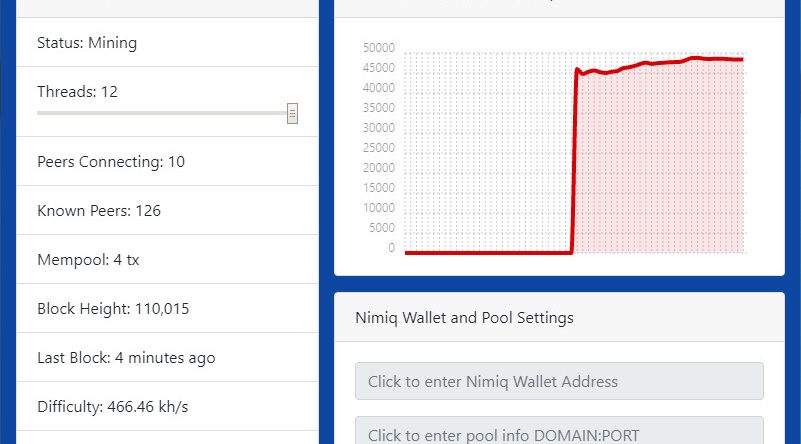 Status: Mining
Threads: 12
Peers Connecting: 10
Known Peers: 126
Mempool: 4 tx
Block Height: 110,015
Last Block: 4 minutes ago
Difficulty: 466.46 kh/s
50000
45000
40000
35000
30000
25000
20000
15000
10000
5000
0
Nimiq Wallet and Pool Settings
Click to enter Nimiq Wallet Address
Click to enter pool info DOMAIN:PORT